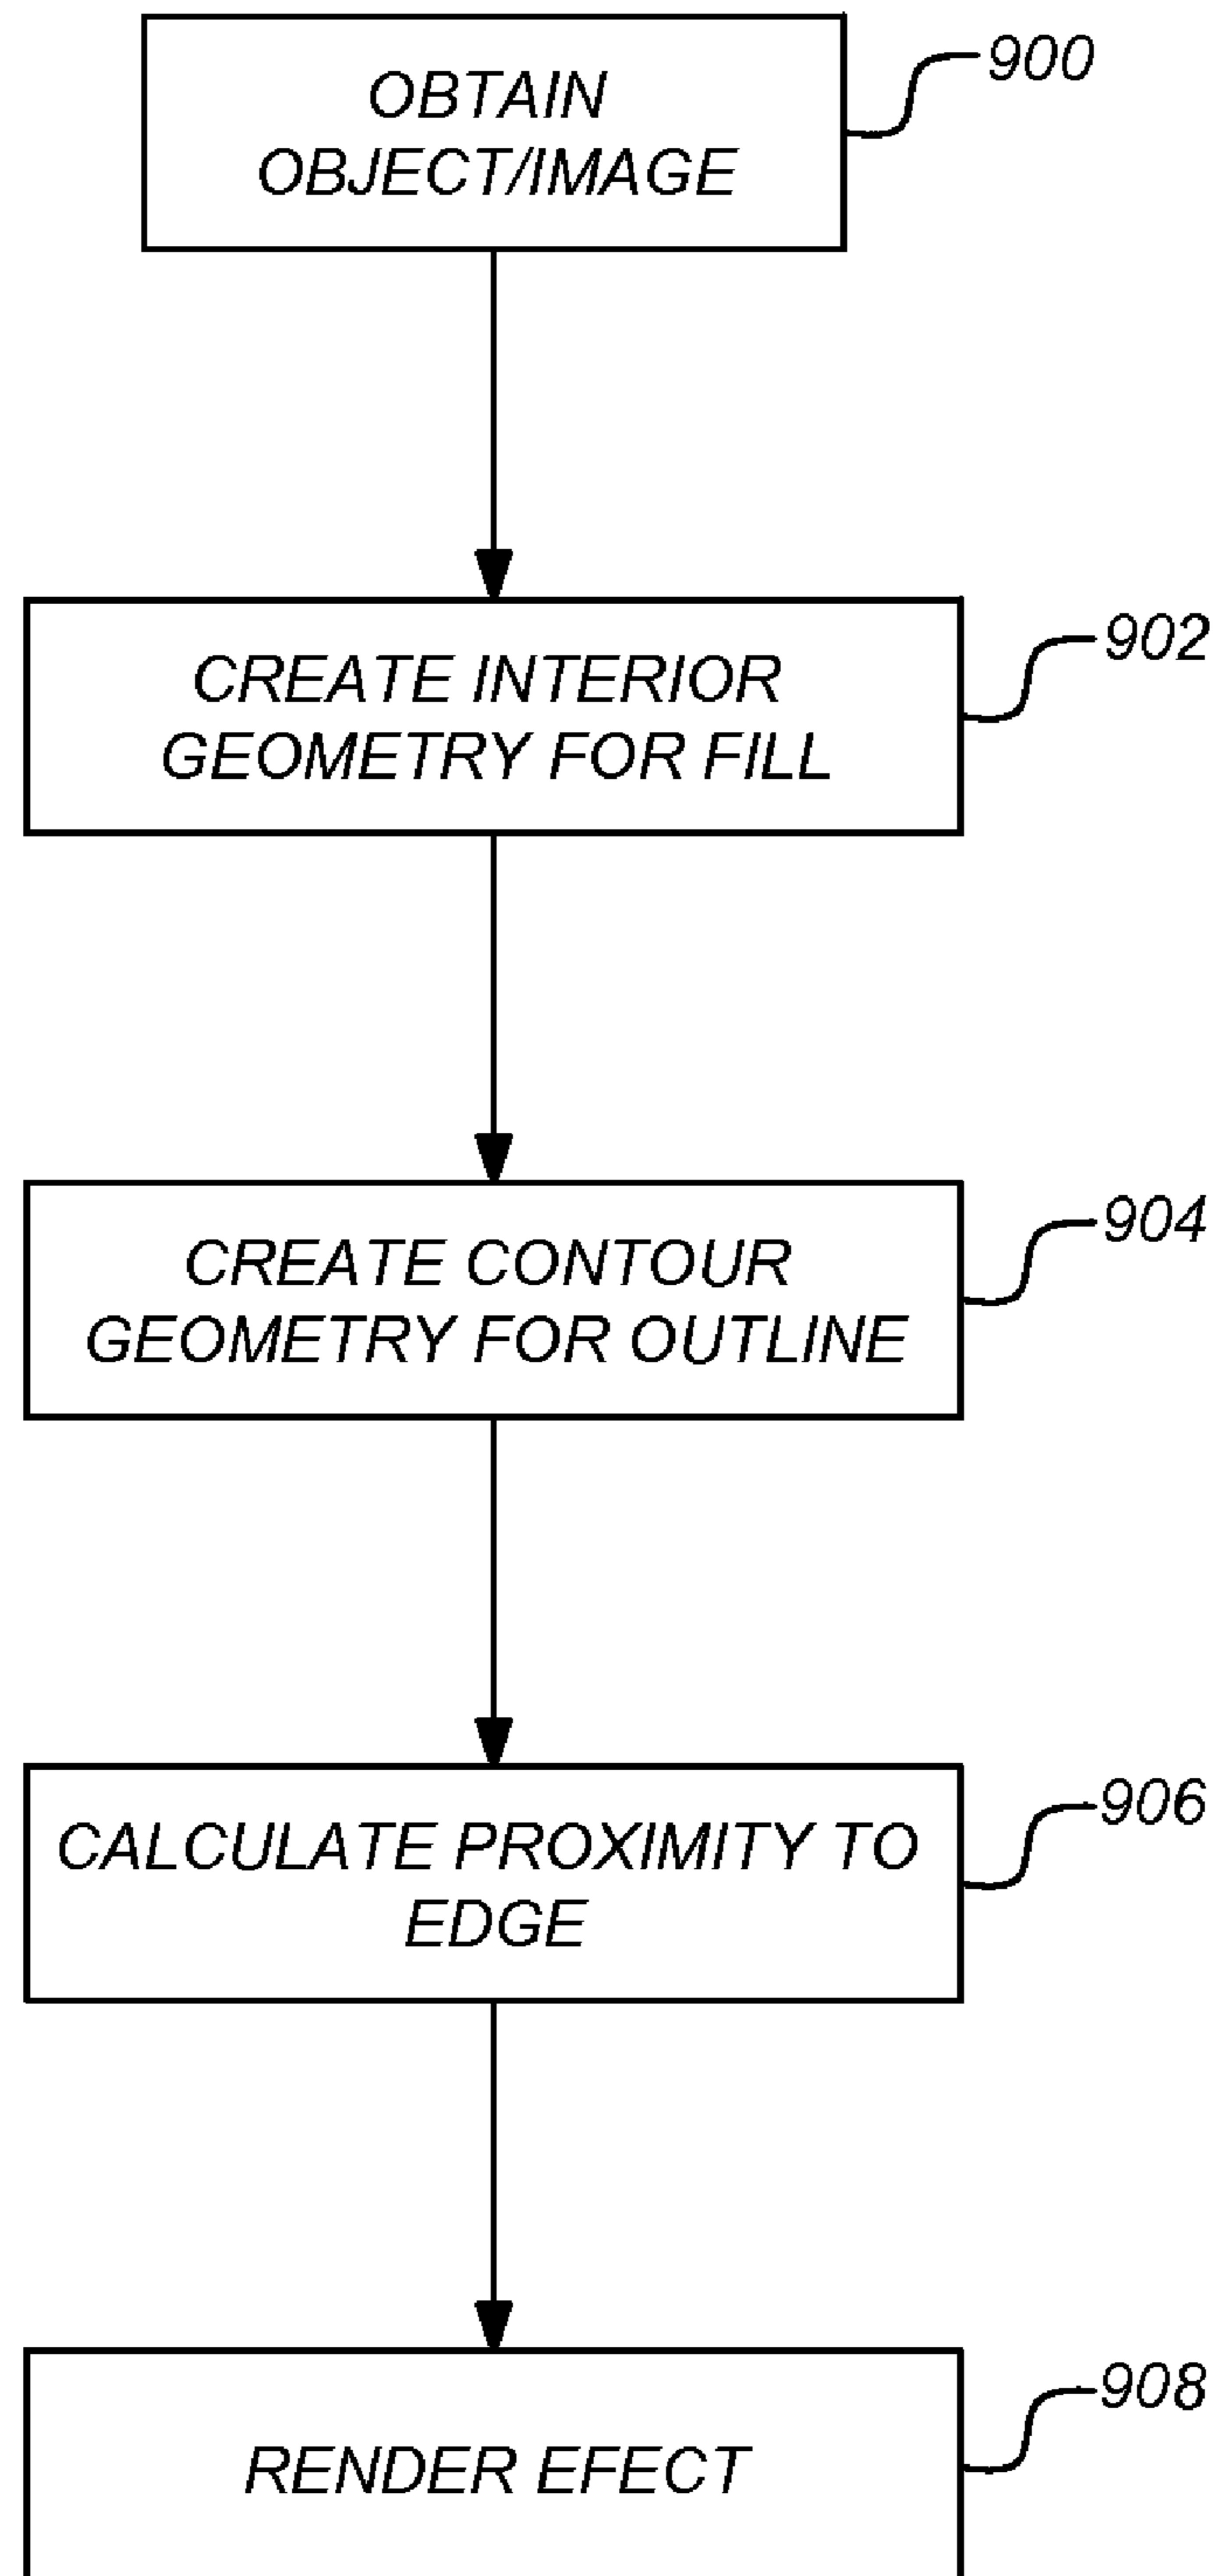 OBTAIN
OBJECT/IMAGE
900
CREATE INTERIOR
GEOMETRY FOR FILL
902
CREATE CONTOUR
GEOMETRY FOR OUTLINE
904
CALCULATE PROXIMITY TO
EDGE
906
RENDER EFECT
908